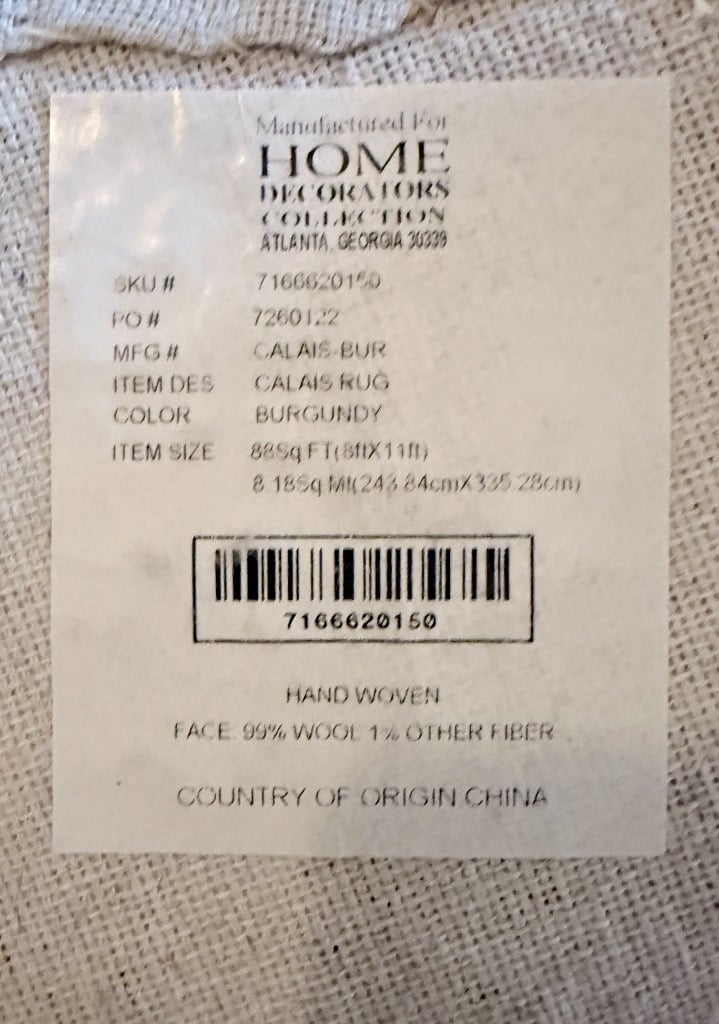 Manufactured For
HOME
DECORATORS
COLLECTION
ATLANTA, GEORGIA 30339
SKU # 7166620150
PO # 7260122
MFG # CALAIS-BUR
ITEM DES CALAIS RUG
COLOR BURGUNDY
ITEM SIZE 88Sq FT(8ftX11ft)
8.18Sq Mt(243.84cmX335.28cm)
7166620150
HAND WOVEN
FACE: 99% WOOL 1% OTHER FIBER
COUNTRY OF ORIGIN CHINA